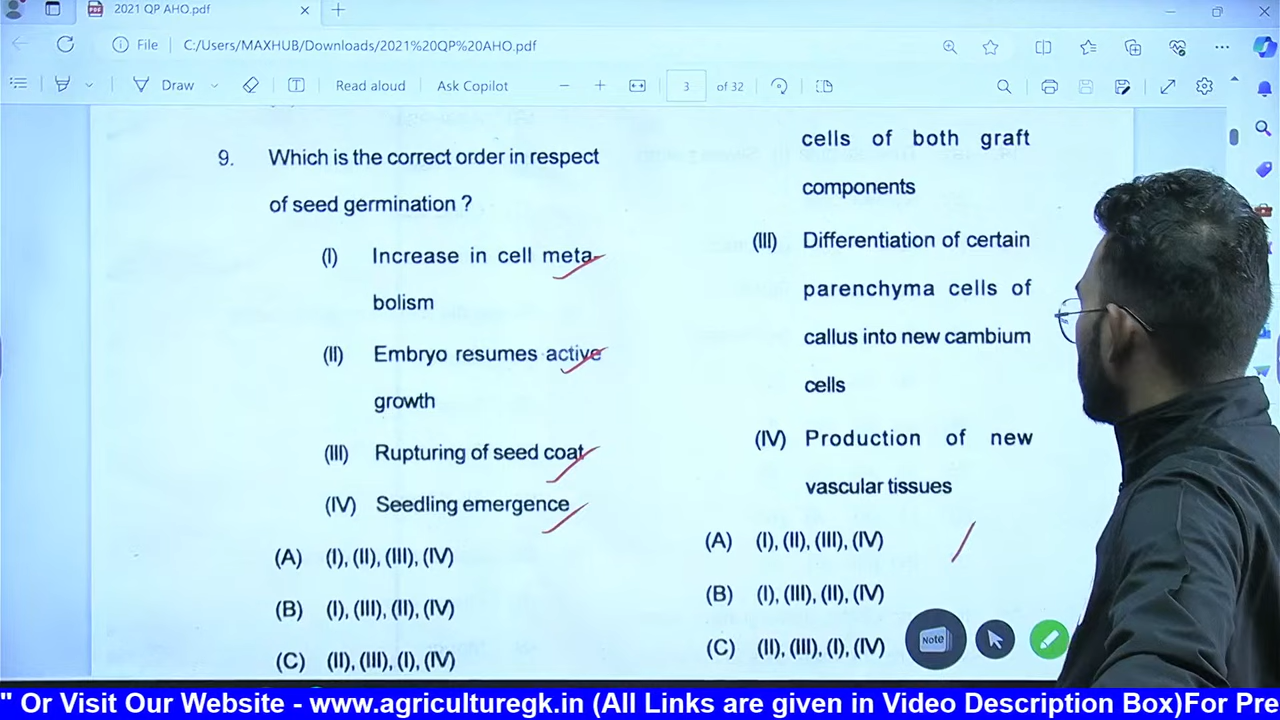 2021 QP AHO.pdf
File
C:/Users/MAXHUB/Downloads/2021%20QP%20AHO.pdf
Draw
Read aloud
Ask Copilot
3 of 32
9. Which is the correct order in respect
of seed germination ?
(I) Increase in cell meta-
bolism
(II) Embryo resumes active
growth
(III) Rupturing of seed coat
(IV) Seedling emergence
(A) (I), (II), (III), (IV)
(B) (I), (III), (II), (IV)
(C) (II), (III), (I), (IV)
cells of both graft
components
(III) Differentiation of certain
parenchyma cells of
callus into new cambium
cells
(IV) Production of new
vascular tissues
(A) (I), (II), (III), (IV)
(B) (I), (III), (II), (IV)
(C) (II), (III), (I), (IV)
Note
" Or Visit Our Website - www.agriculturegk.in (All Links are given in Video Description Box)For Pre